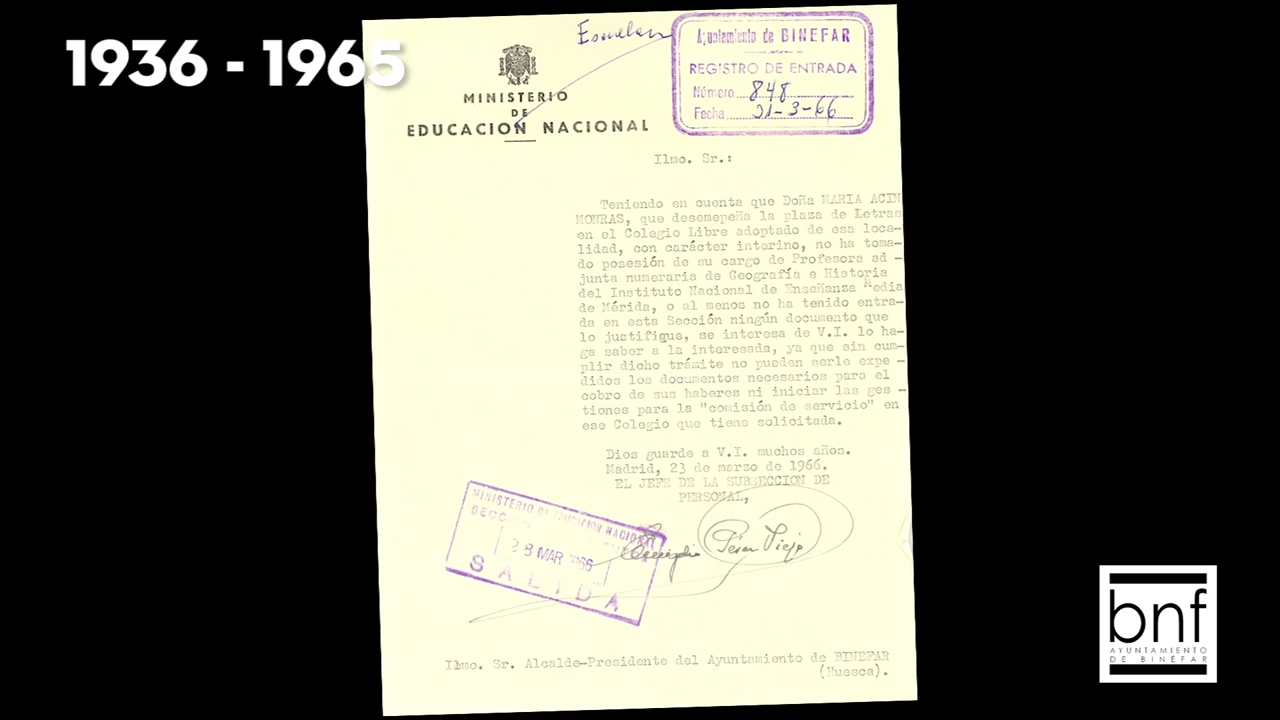 1936 - 1965
Escuelas
MINISTERIO
DE
EDUCACION NACIONAL
Ayuntamiento de BINEFAR
REGISTRO DE ENTRADA
Número 848
Fecha 31-3-66
Ilmo. Sr.:
Teniendo en cuenta que Doña MARIA ACIN
MONRAS, que desemepeña la plaza de Letras
en el Colegio Libre adoptado de esa loca-
lidad, con carácter interino, no ha toma-
do posesión de su cargo de Profesora ad -
junta numeraria de Geografía e Historia
del Instituto Nacional de Enseñanza Media
de Mérida, o al menos no ha tenido entra-
da en esta Sección ningún documento que
lo justifique, se interesa de V.I. lo ha-
ga saber a la interesada, ya que sin cum-
plir dicho trámite no pueden serle expe -
didos los documentos necesarios para el
cobro de sus haberes ni iniciar las ges -
tiones para la "comisión de servicio" en
ese Colegio que tiene solicitada.
Dios guarde a V.I. muchos años.
Madrid, 23 de marzo de 1966.
EL JEFE DE LA SUBSECCION DE
PERSONAL,
MINISTERIO DE EDUCACION NACIONAL
28 MAR 1966
SALIDA
Ilmo. Sr. Alcalde-Presidente del Ayuntamiento de BINEFAR
(Huesca).
bnf
AYUNTAMIENTO
DE BINÉFAR